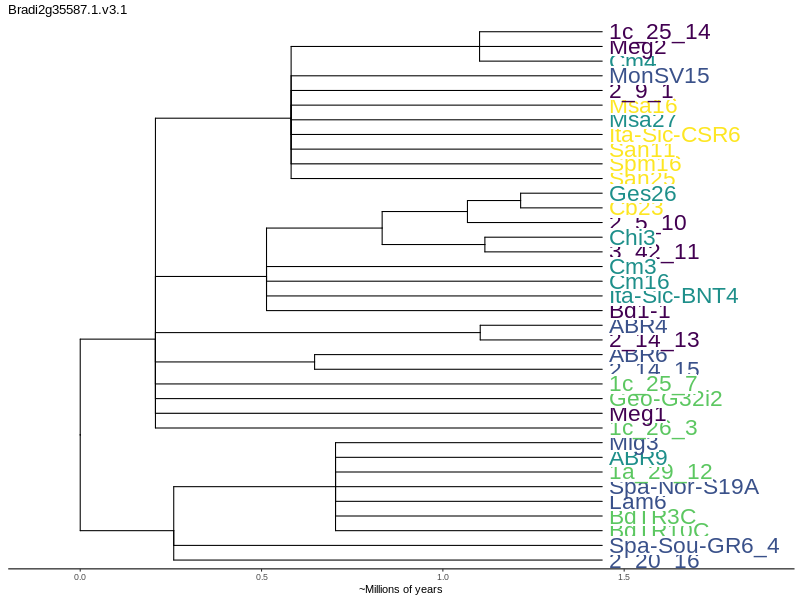 Bradi2g35587.1.v3.1
1c_25_14
Meg2
Cm4
MonSV15
2_9_1
Msa16
Msa27
Ita-Sic-CSR6
San11
Spm16
San25
Ges26
Cb23
2_5_10
Chi3
3_42_11
Cm3
Cm16
Ita-Sic-BNT4
Bd1-1
ABR4
2_14_13
ABR6
2_14_15
1c_25_7
Geo-G32i2
Meg1
1c_26_3
Mig3
ABR9
1a_29_12
Spa-Nor-S19A
Lam6
BdTR3C
BdTR10C
Spa-Sou-GR6_4
2_20_16
0.0 0.5 1.0 1.5
~Millions of years